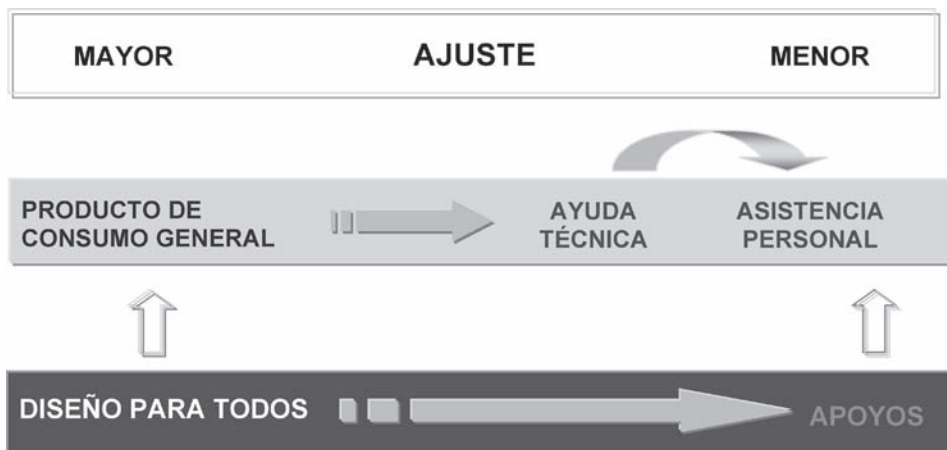 MAYOR AJUSTE MENOR
PRODUCTO DE
CONSUMO GENERAL
AYUDA
TÉCNICA
ASISTENCIA
PERSONAL
DISEÑO PARA TODOS
APOYOS